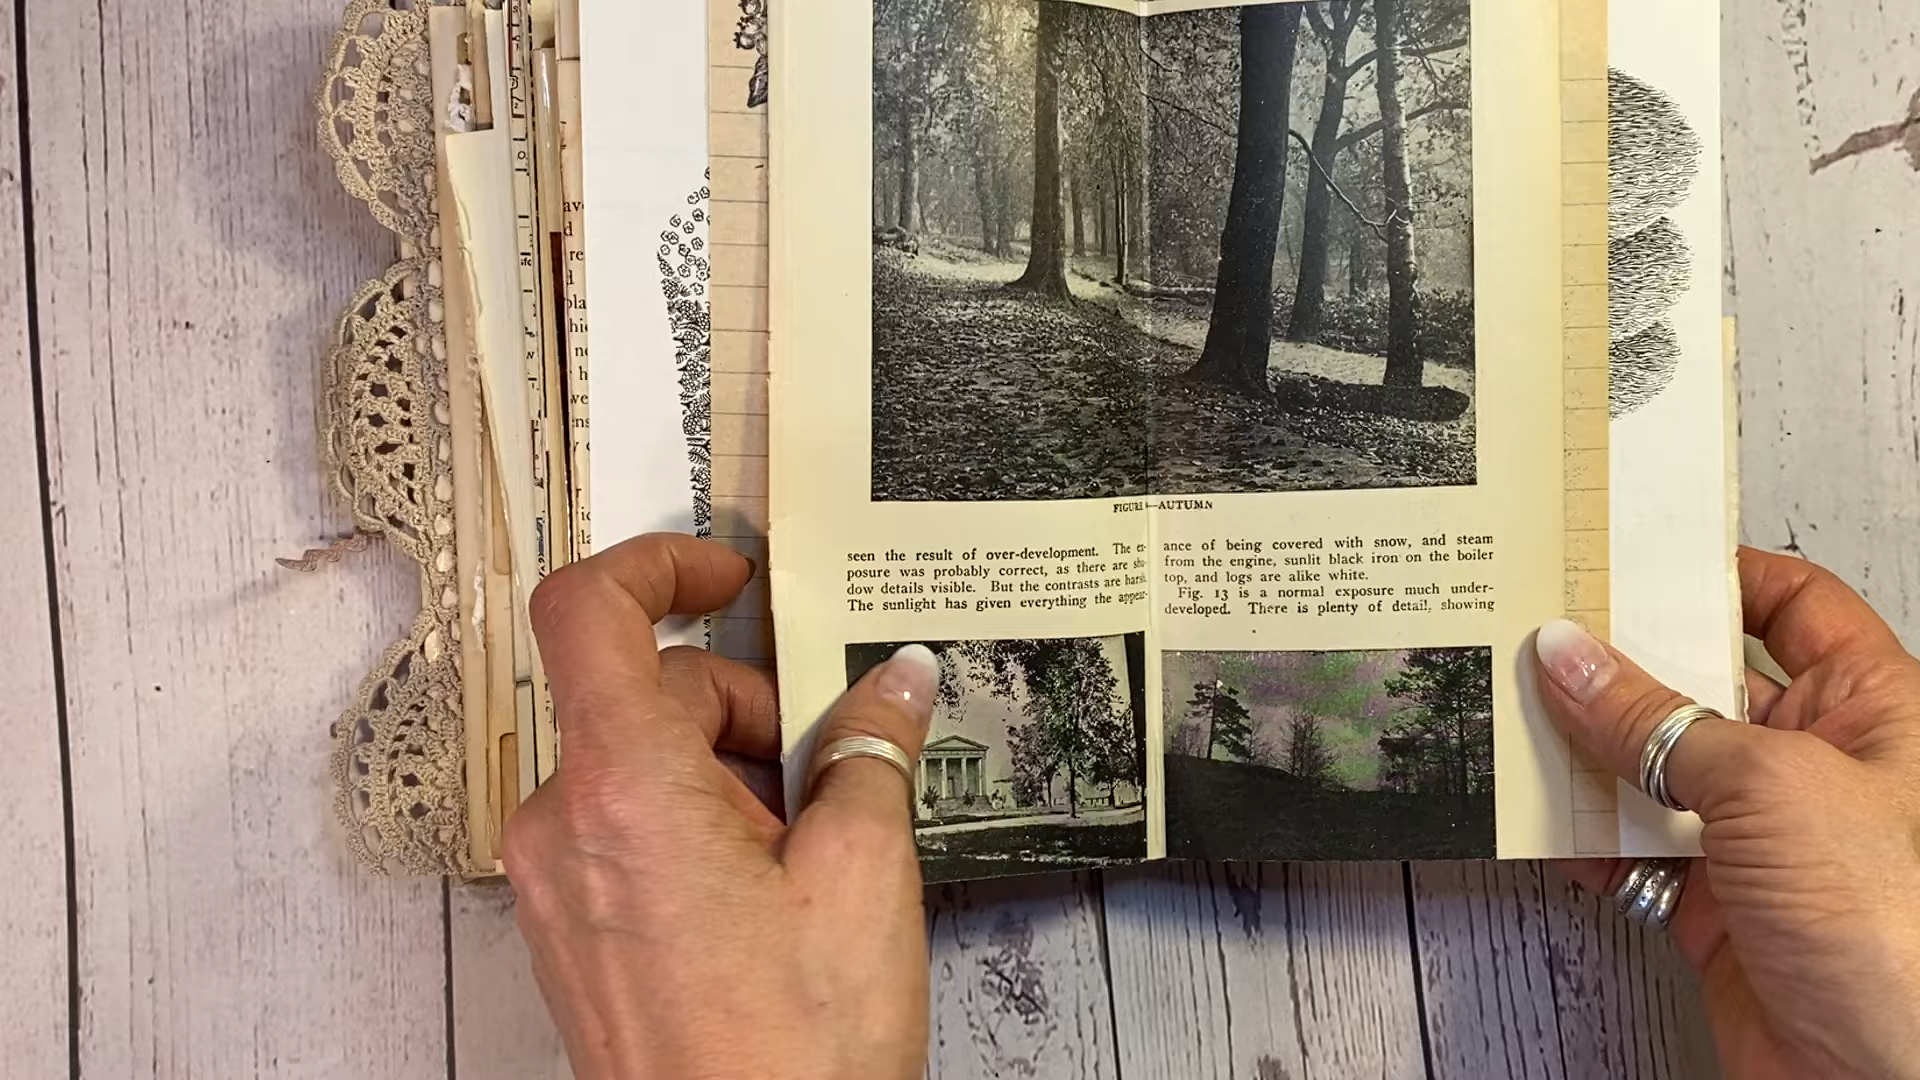 FIGURE —AUTUMN
seen the result of over-development. The ex-
posure was probably correct, as there are sha-
dow details visible. But the contrasts are harsh.
The sunlight has given everything the appear-
ance of being covered with snow, and steam
from the engine, sunlit black iron on the boiler
top, and logs are alike white.
Fig. 13 is a normal exposure much under-
developed. There is plenty of detail, showing